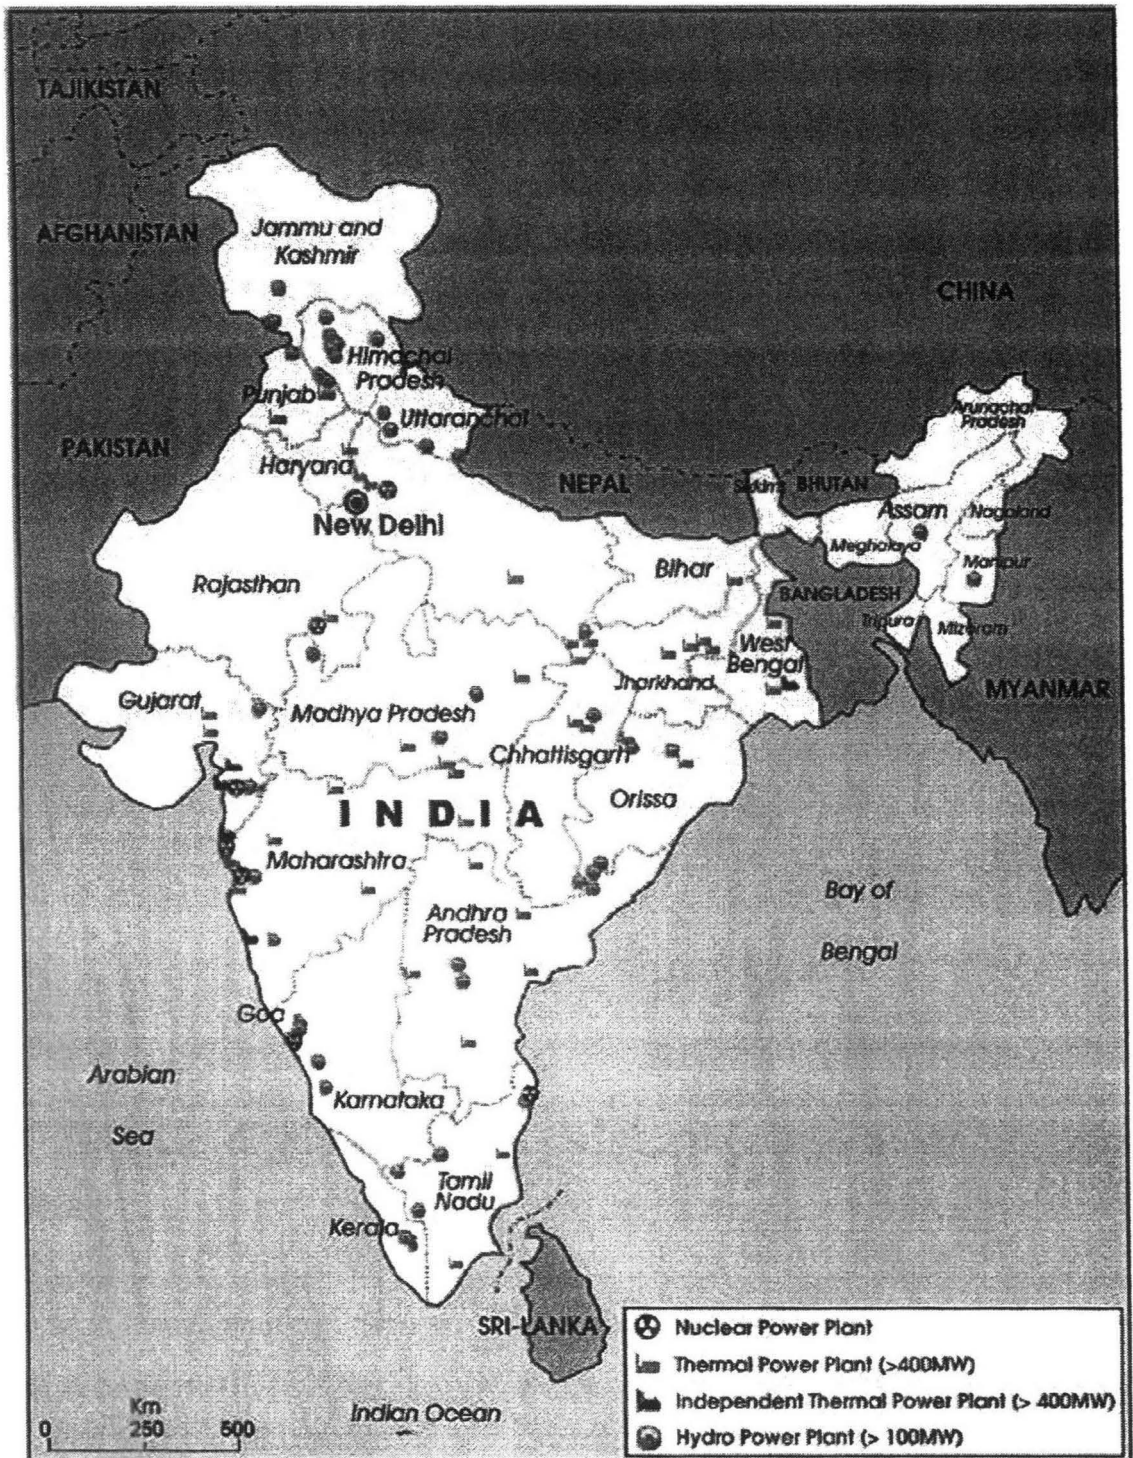 TAJIKISTAN
AFGHANISTAN
Jammu and
Kashmir
CHINA
Himachal
Pradesh
Punjab
Uttaranchal
Arunachal
Pradesh
PAKISTAN
Haryana
NEPAL
Sikkim
BHUTAN
Assam
Nagaland
New Delhi
Meghalaya
Manipur
Rajasthan
Bihar
BANGLADESH
Tripura
Mizoram
West
Bengal
Jharkhand
MYANMAR
Gujarat
Madhya Pradesh
Chhattisgarh
Orissa
INDIA
Maharashtra
Andhra
Pradesh
Bay of
Bengal
Goa
Arabian
Sea
Karnataka
Tamil
Nadu
Kerala
SRI-LANKA
Nuclear Power Plant
Thermal Power Plant (>400MW)
Independent Thermal Power Plant (> 400MW)
Hydro Power Plant (> 100MW)
Km
0 250 500
Indian Ocean